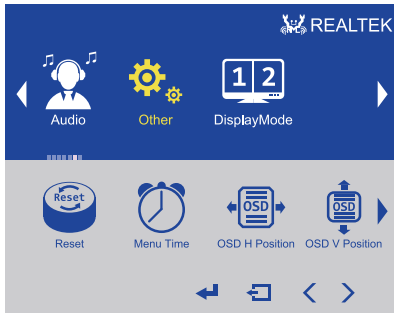 REALTEK
1 2
Audio
Other
DisplayMode
Reset
OSD
OSD
Reset
Menu Time
OSD H Position
OSD V Position